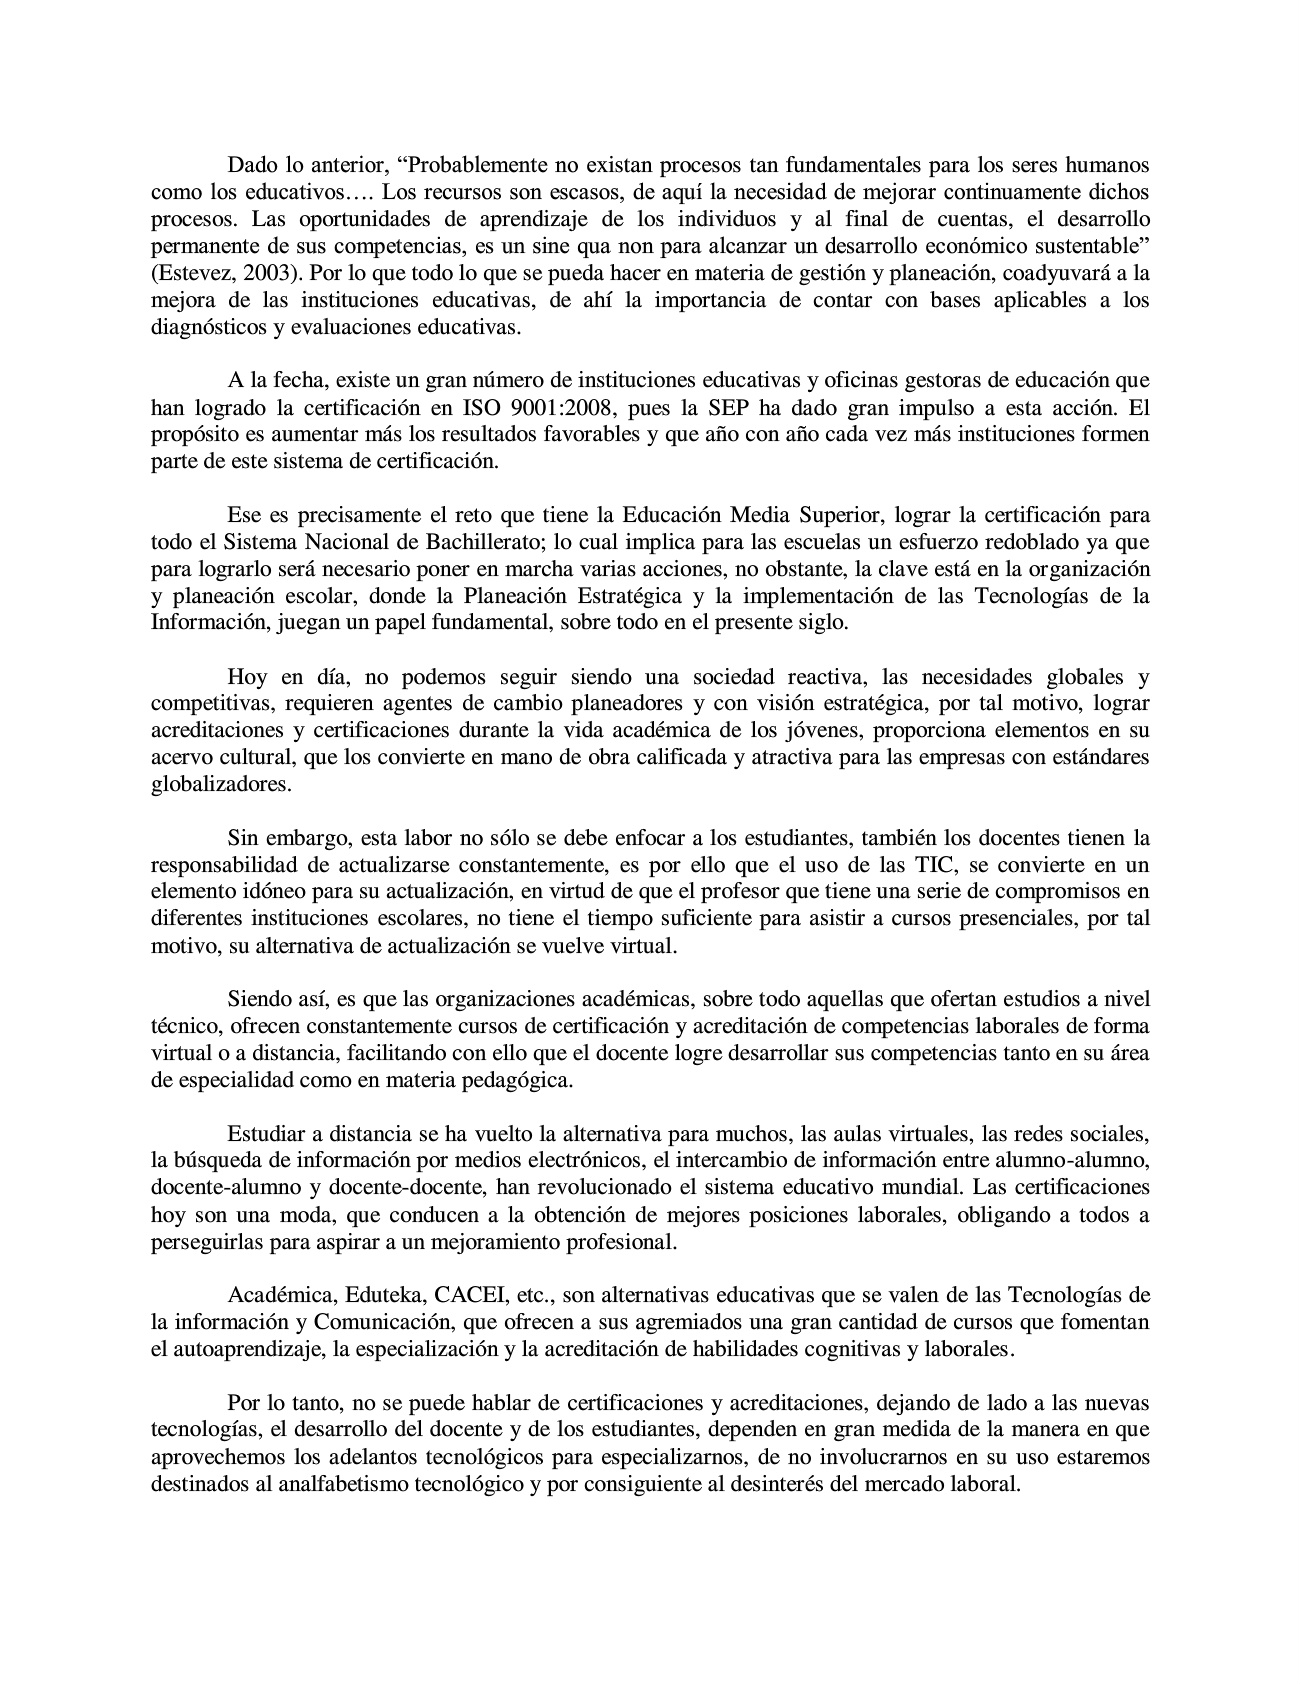 Dado lo anterior, “Probablemente no existan procesos tan fundamentales para los seres humanos
como los educativos…. Los recursos son escasos, de aquí la necesidad de mejorar continuamente dichos
procesos. Las oportunidades de aprendizaje de los individuos y al final de cuentas, el desarrollo
permanente de sus competencias, es un sine qua non para alcanzar un desarrollo económico sustentable”
(Estevez, 2003). Por lo que todo lo que se pueda hacer en materia de gestión y planeación, coadyuvará a la
mejora de las instituciones educativas, de ahí la importancia de contar con bases aplicables a los
diagnósticos y evaluaciones educativas.
A la fecha, existe un gran número de instituciones educativas y oficinas gestoras de educación que
han logrado la certificación en ISO 9001:2008, pues la SEP ha dado gran impulso a esta acción. El
propósito es aumentar más los resultados favorables y que año con año cada vez más instituciones formen
parte de este sistema de certificación.
Ese es precisamente el reto que tiene la Educación Media Superior, lograr la certificación para
todo el Sistema Nacional de Bachillerato; lo cual implica para las escuelas un esfuerzo redoblado ya que
para lograrlo será necesario poner en marcha varias acciones, no obstante, la clave está en la organización
y planeación escolar, donde la Planeación Estratégica y la implementación de las Tecnologías de la
Información, juegan un papel fundamental, sobre todo en el presente siglo.
Hoy en día, no podemos seguir siendo una sociedad reactiva, las necesidades globales y
competitivas, requieren agentes de cambio planeadores y con visión estratégica, por tal motivo, lograr
acreditaciones y certificaciones durante la vida académica de los jóvenes, proporciona elementos en su
acervo cultural, que los convierte en mano de obra calificada y atractiva para las empresas con estándares
globalizadores.
Sin embargo, esta labor no sólo se debe enfocar a los estudiantes, también los docentes tienen la
responsabilidad de actualizarse constantemente, es por ello que el uso de las TIC, se convierte en un
elemento idóneo para su actualización, en virtud de que el profesor que tiene una serie de compromisos en
diferentes instituciones escolares, no tiene el tiempo suficiente para asistir a cursos presenciales, por tal
motivo, su alternativa de actualización se vuelve virtual.
Siendo así, es que las organizaciones académicas, sobre todo aquellas que ofertan estudios a nivel
técnico, ofrecen constantemente cursos de certificación y acreditación de competencias laborales de forma
virtual o a distancia, facilitando con ello que el docente logre desarrollar sus competencias tanto en su área
de especialidad como en materia pedagógica.
Estudiar a distancia se ha vuelto la alternativa para muchos, las aulas virtuales, las redes sociales,
la búsqueda de información por medios electrónicos, el intercambio de información entre alumno-alumno,
docente-alumno y docente-docente, han revolucionado el sistema educativo mundial. Las certificaciones
hoy son una moda, que conducen a la obtención de mejores posiciones laborales, obligando a todos a
perseguirlas para aspirar a un mejoramiento profesional.
Académica, Eduteka, CACEI, etc., son alternativas educativas que se valen de las Tecnologías de
la información y Comunicación, que ofrecen a sus agremiados una gran cantidad de cursos que fomentan
el autoaprendizaje, la especialización y la acreditación de habilidades cognitivas y laborales.
Por lo tanto, no se puede hablar de certificaciones y acreditaciones, dejando de lado a las nuevas
tecnologías, el desarrollo del docente y de los estudiantes, dependen en gran medida de la manera en que
aprovechemos los adelantos tecnológicos para especializarnos, de no involucrarnos en su uso estaremos
destinados al analfabetismo tecnológico y por consiguiente al desinterés del mercado laboral.